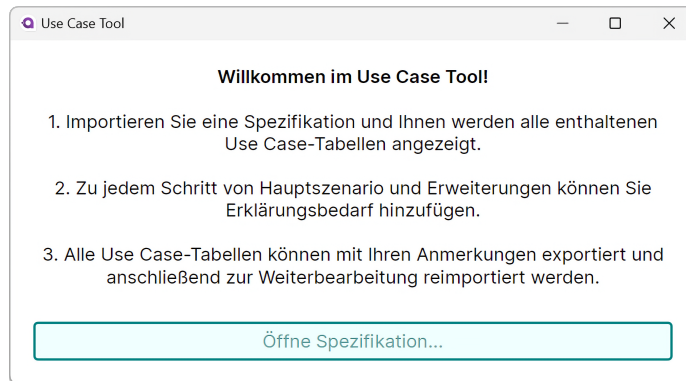 Use Case Tool
Willkommen im Use Case Tool!
1. Importieren Sie eine Spezifikation und Ihnen werden alle enthaltenen
Use Case-Tabellen angezeigt.
2. Zu jedem Schritt von Hauptszenario und Erweiterungen können Sie
Erklärungsbedarf hinzufügen.
3. Alle Use Case-Tabellen können mit Ihren Anmerkungen exportiert und
anschließend zur Weiterbearbeitung reimportiert werden.
Öffne Spezifikation...